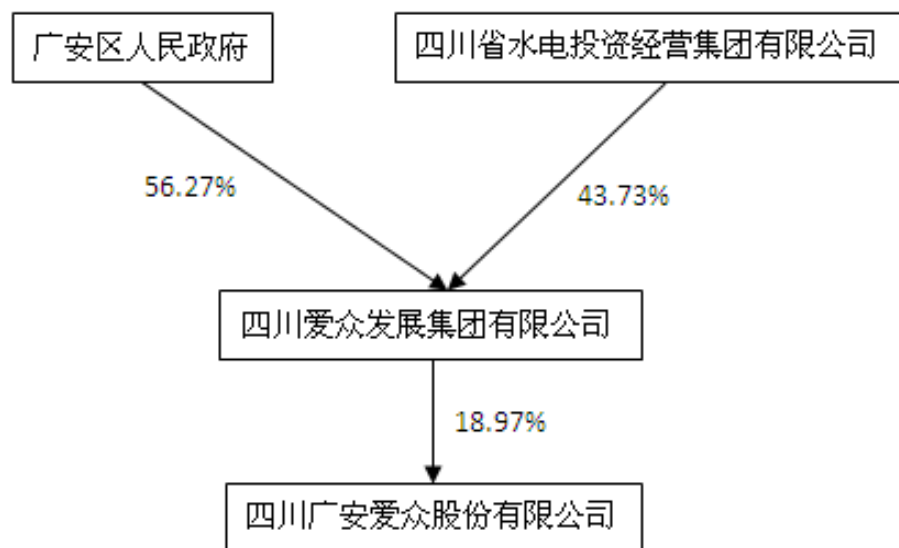 广安区人民政府
四川省水电投资经营集团有限公司
56.27%
43.73%
四川爱众发展集团有限公司
18.97%
四川广安爱众股份有限公司